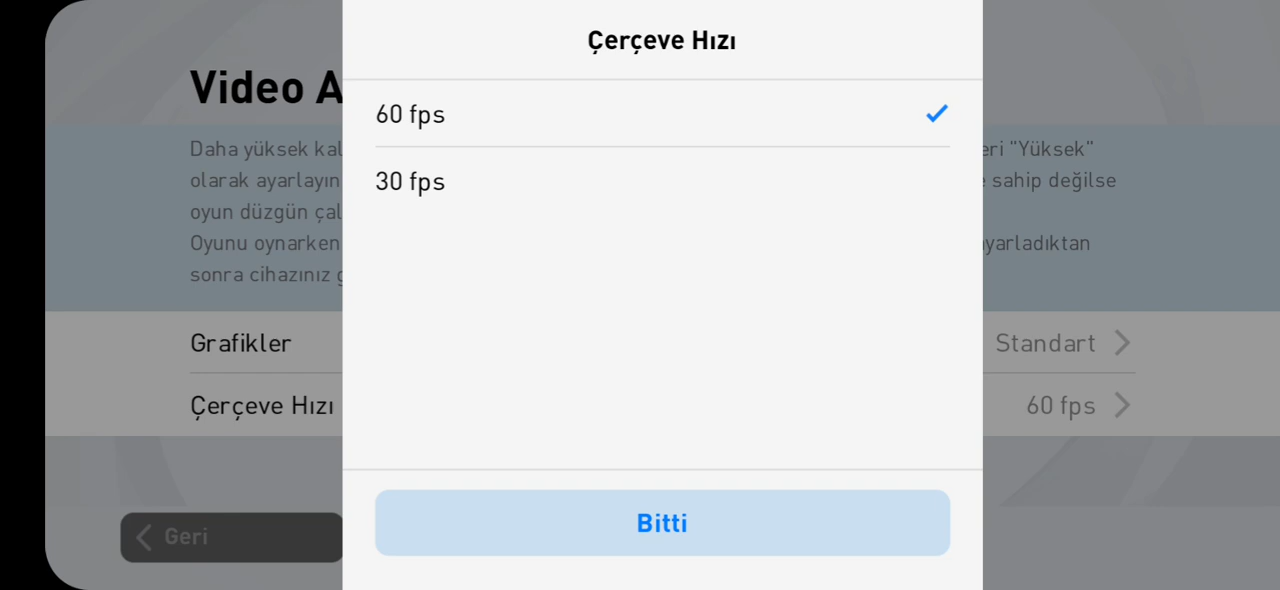 Çerçeve Hızı
60 fps
30 fps
Bitti
Video A
Daha yüksek kal eri "Yüksek"
olarak ayarlayın sahip değilse
oyun düzgün çal
Oyunu oynarken ayarladıktan
sonra cihazınız g
Grafikler Standart
Çerçeve Hızı 60 fps
Geri